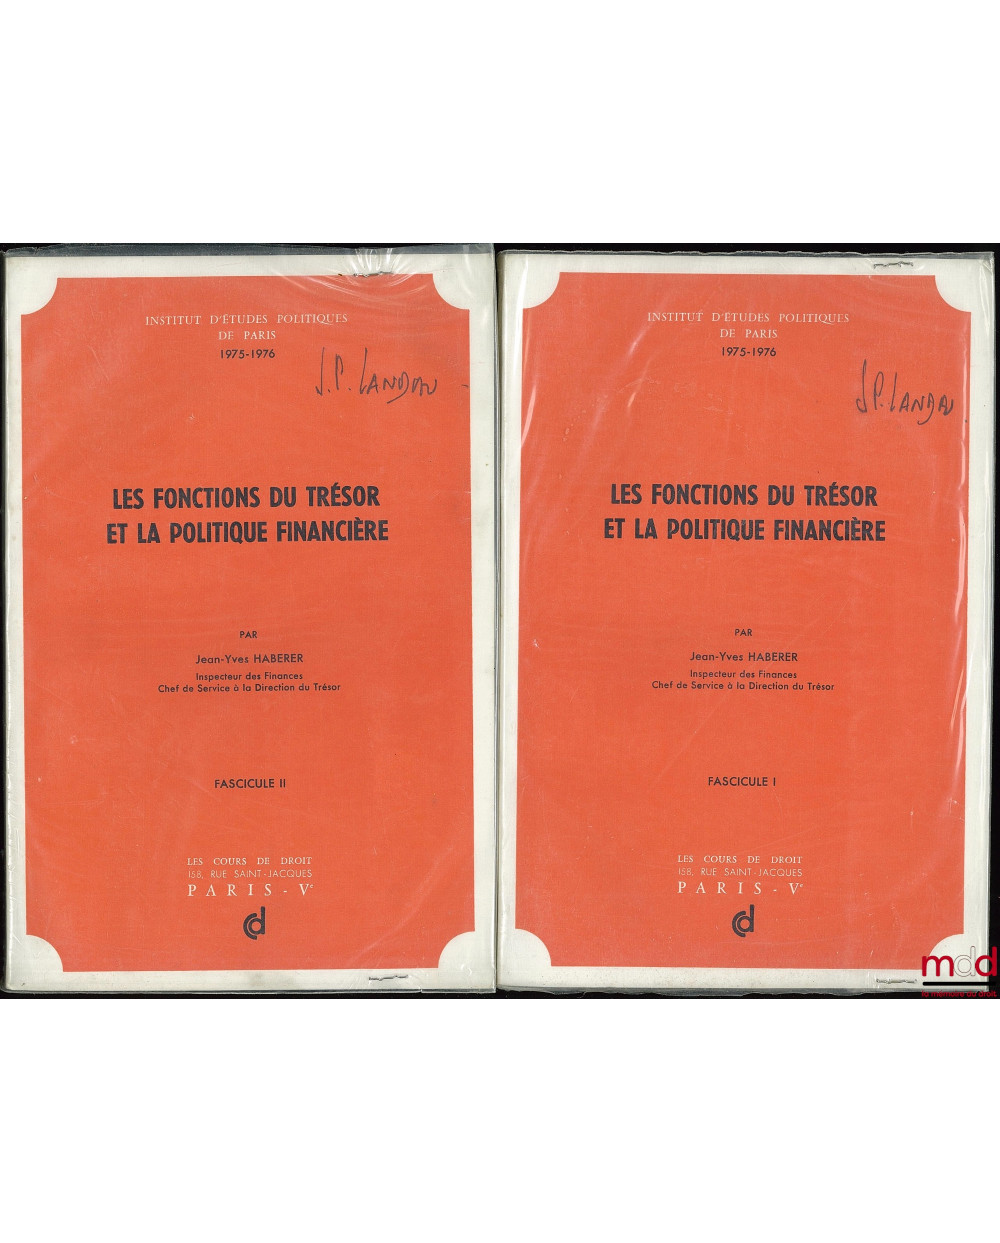 INSTITUT D'ÉTUDES POLITIQUES
DE PARIS
1975-1976
J.P. LANDAU
LES FONCTIONS DU TRÉSOR
ET LA POLITIQUE FINANCIÈRE
PAR
Jean-Yves HABERER
Inspecteur des Finances
Chef de Service à la Direction du Trésor
FASCICULE II
LES COURS DE DROIT
158, RUE SAINT-JACQUES
PARIS - Ve
cd
INSTITUT D'ÉTUDES POLITIQUES
DE PARIS
1975-1976
J.P. LANDAU
LES FONCTIONS DU TRÉSOR
ET LA POLITIQUE FINANCIÈRE
PAR
Jean-Yves HABERER
Inspecteur des Finances
Chef de Service à la Direction du Trésor
FASCICULE I
LES COURS DE DROIT
158, RUE SAINT-JACQUES
PARIS - Ve
cd
mdd
la mémoire du droit